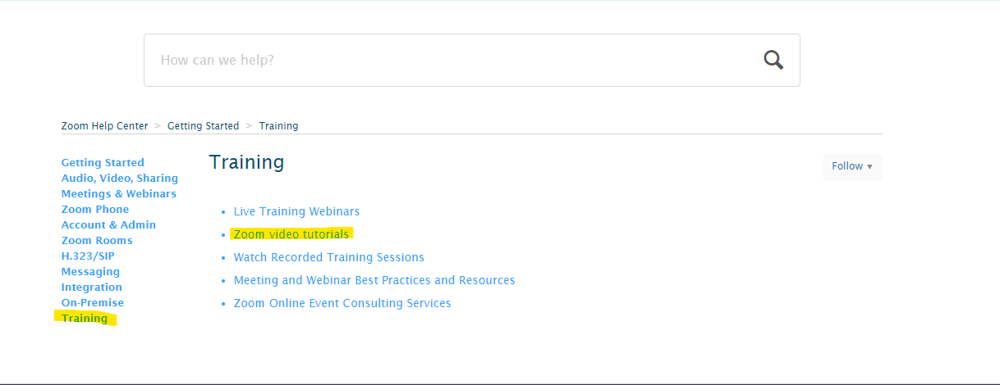 How can we help?
Zoom Help Center > Getting Started > Training
Getting Started
Audio, Video, Sharing
Meetings & Webinars
Zoom Phone
Account & Admin
Zoom Rooms
H.323/SIP
Messaging
Integration
On-Premise
Training
Training
Follow ▾
• Live Training Webinars
• Zoom video tutorials
• Watch Recorded Training Sessions
• Meeting and Webinar Best Practices and Resources
• Zoom Online Event Consulting Services